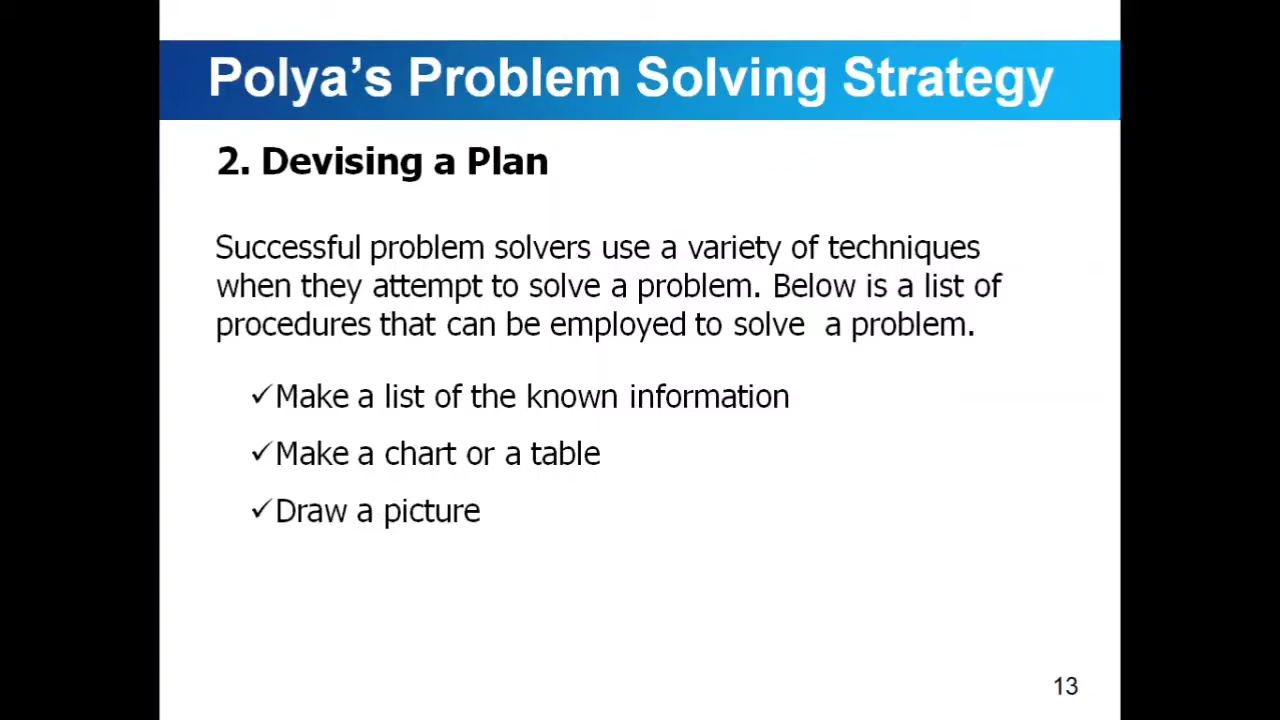 Polya's Problem Solving Strategy
2. Devising a Plan
Successful problem solvers use a variety of techniques
when they attempt to solve a problem. Below is a list of
procedures that can be employed to solve  a problem.
✓Make a list of the known information
✓Make a chart or a table
✓Draw a picture
13